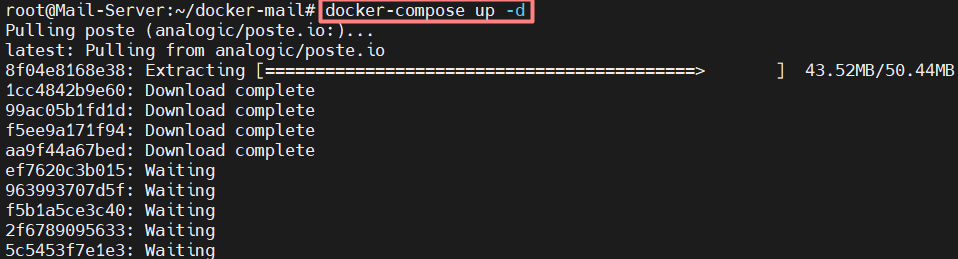 root@Mail-Server:~/docker-mail# docker-compose up -d
Pulling poste (analogic/poste.io:)...
latest: Pulling from analogic/poste.io
8f04e8168e38: Extracting [===========================================>       ]  43.52MB/50.44MB
1cc4842b9e60: Download complete
99ac05b1fd1d: Download complete
f5ee9a171f94: Download complete
aa9f44a67bed: Download complete
ef7620c3b015: Waiting
963993707d5f: Waiting
f5b1a5ce3c40: Waiting
2f6789095633: Waiting
5c5453f7e1e3: Waiting